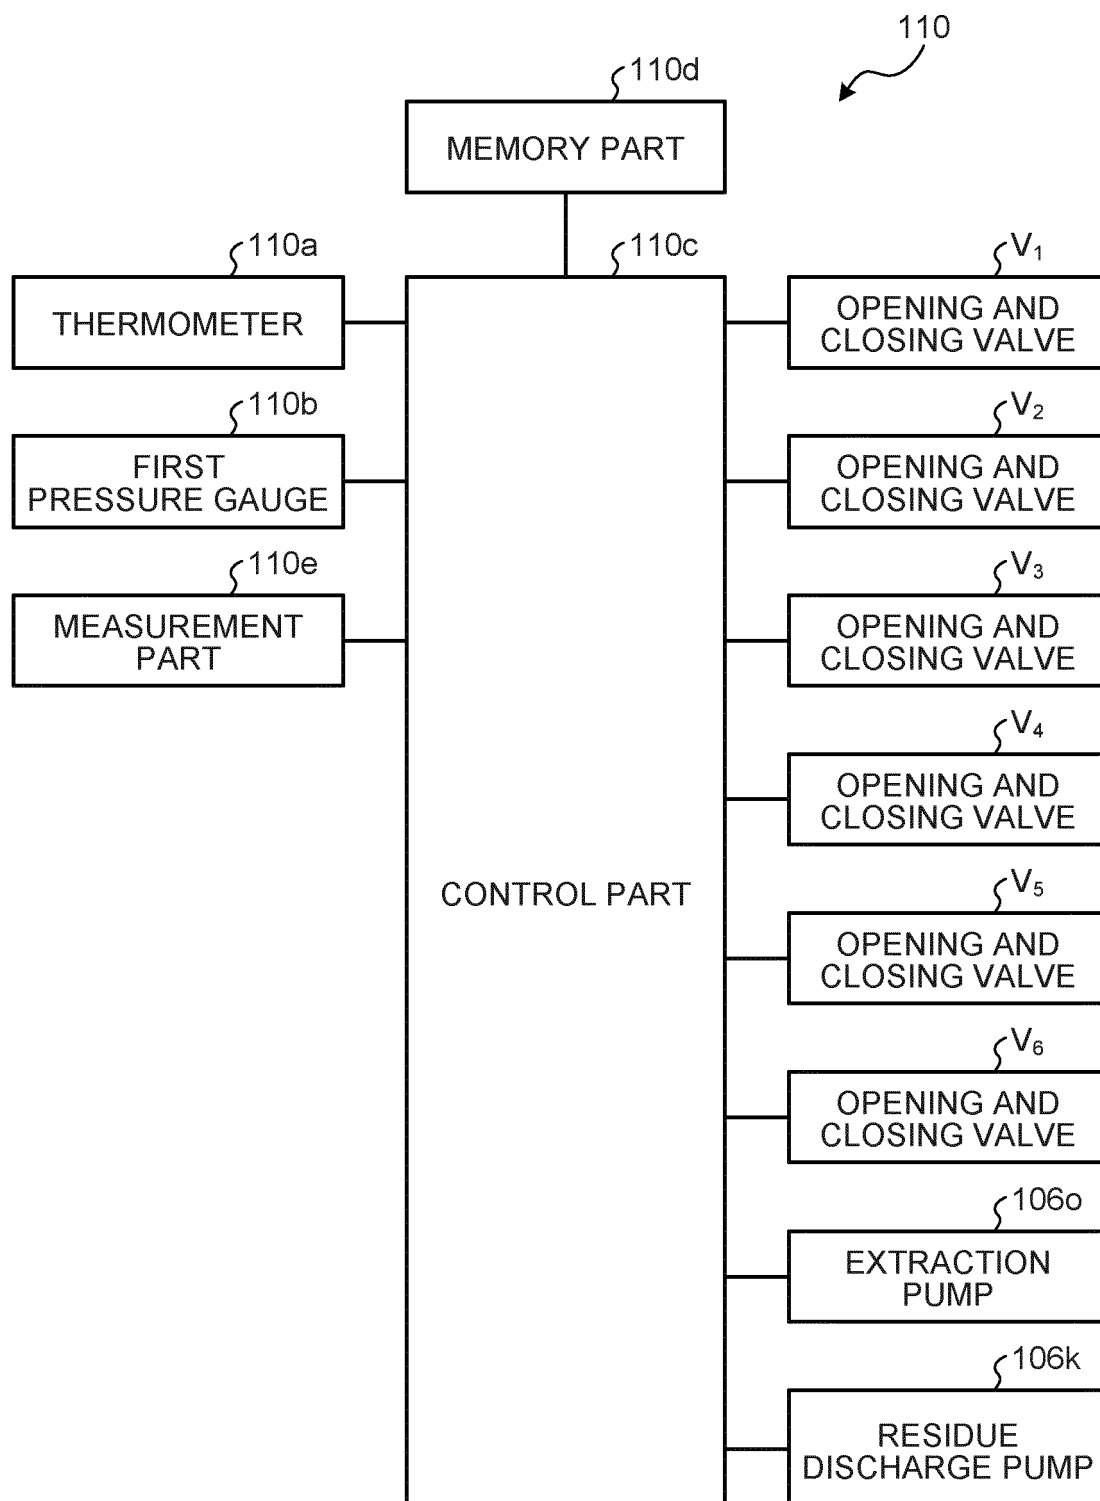 110
110d
MEMORY PART
110a
THERMOMETER
110b
FIRST
PRESSURE GAUGE
110e
MEASUREMENT
PART
110c
CONTROL PART
V₁
OPENING AND
CLOSING VALVE
V₂
OPENING AND
CLOSING VALVE
V₃
OPENING AND
CLOSING VALVE
V₄
OPENING AND
CLOSING VALVE
V₅
OPENING AND
CLOSING VALVE
V₆
OPENING AND
CLOSING VALVE
106o
EXTRACTION
PUMP
106k
RESIDUE
DISCHARGE PUMP